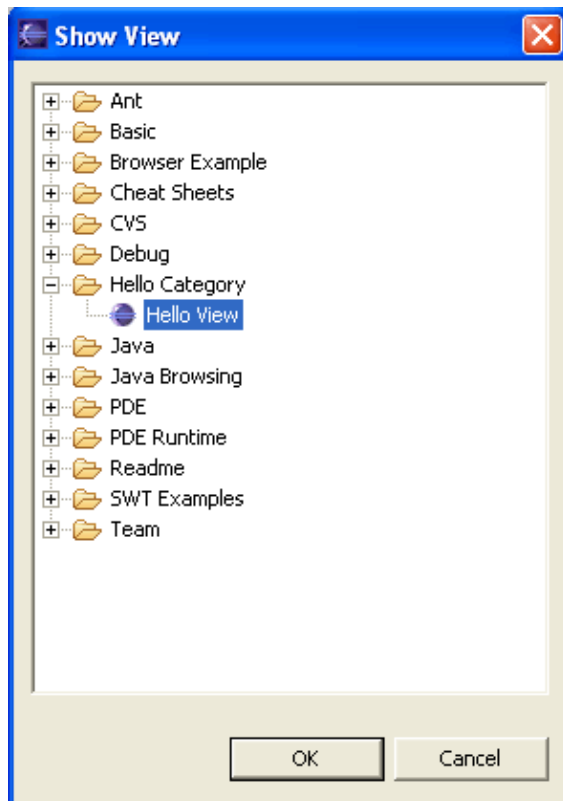 Show View
Ant
Basic
Browser Example
Cheat Sheets
CVS
Debug
Hello Category
Hello View
Java
Java Browsing
PDE
PDE Runtime
Readme
SWT Examples
Team
OK Cancel